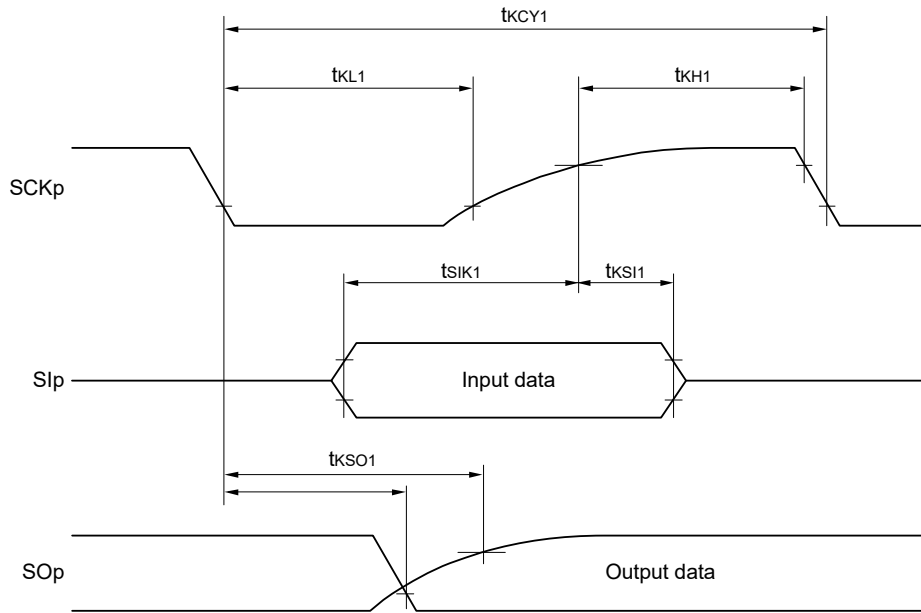 tKCY1
tKL1
tKH1
SCKp
tSIK1
tKSI1
SIp
Input data
tKSO1
SOp
Output data